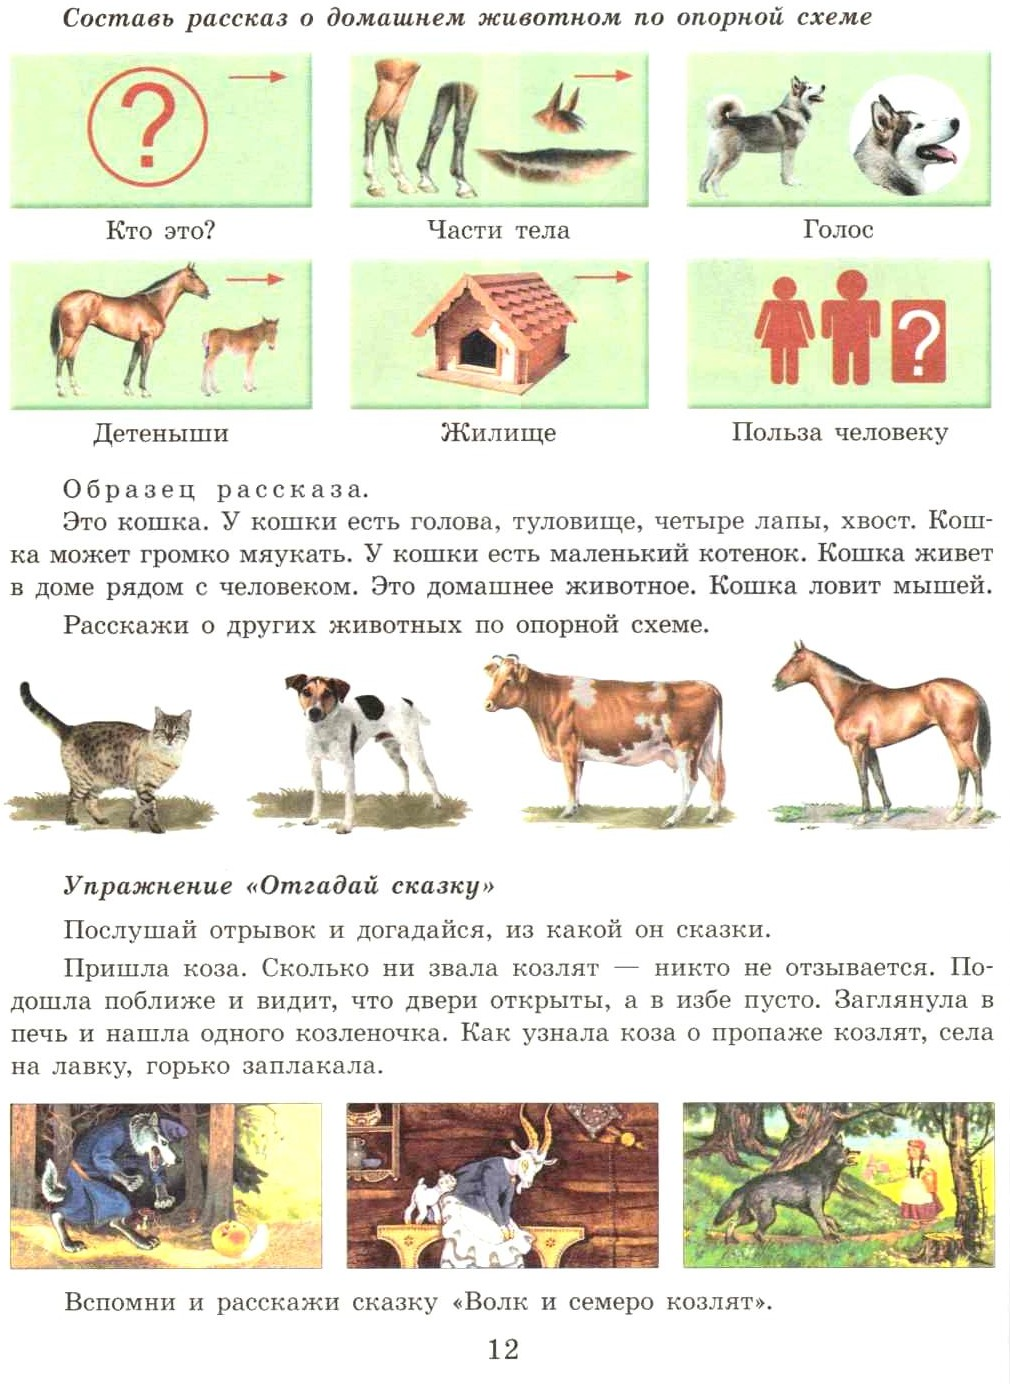 Составь рассказ о домашнем животном по опорной схеме
?
Кто это?
Части тела
Голос
?
Детеныши
Жилище
Польза человеку
Образец рассказа.
Это кошка. У кошки есть голова, туловище, четыре лапы, хвост. Кош-
ка может громко мяукать. У кошки есть маленький котенок. Кошка живет
в доме рядом с человеком. Это домашнее животное. Кошка ловит мышей.
Расскажи о других животных по опорной схеме.
Упражнение «Отгадай сказку»
Послушай отрывок и догадайся, из какой он сказки.
Пришла коза. Сколько ни звала козлят — никто не отзывается. По-
дошла поближе и видит, что двери открыты, а в избе пусто. Заглянула в
печь и нашла одного козленочка. Как узнала коза о пропаже козлят, села
на лавку, горько заплакала.
Вспомни и расскажи сказку «Волк и семеро козлят».
12